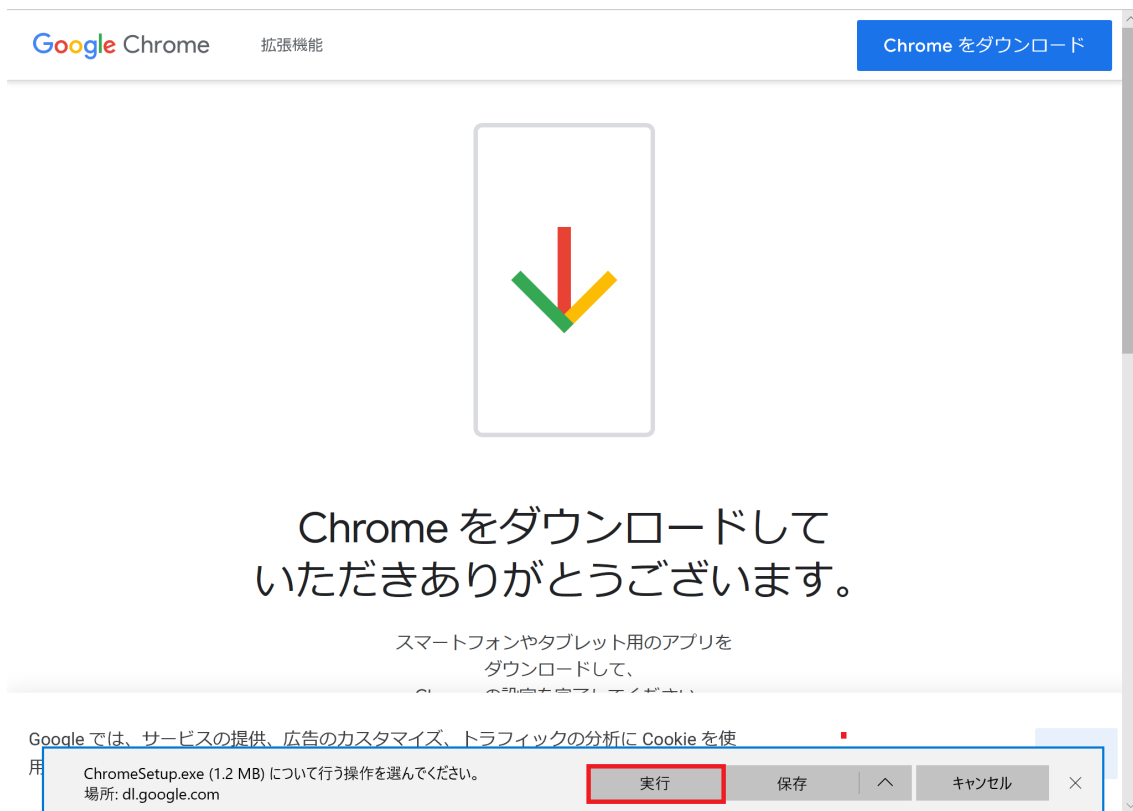 Google Chrome 拡張機能 Chrome をダウンロード
Chrome をダウンロードして
いただきありがとうございます。
スマートフォンやタブレット用のアプリを
ダウンロードして、
Google では、サービスの提供、広告のカスタマイズ、トラフィックの分析に Cookie を使
用
ChromeSetup.exe (1.2 MB) について行う操作を選んでください。
場所: dl.google.com
実行 保存 キャンセル